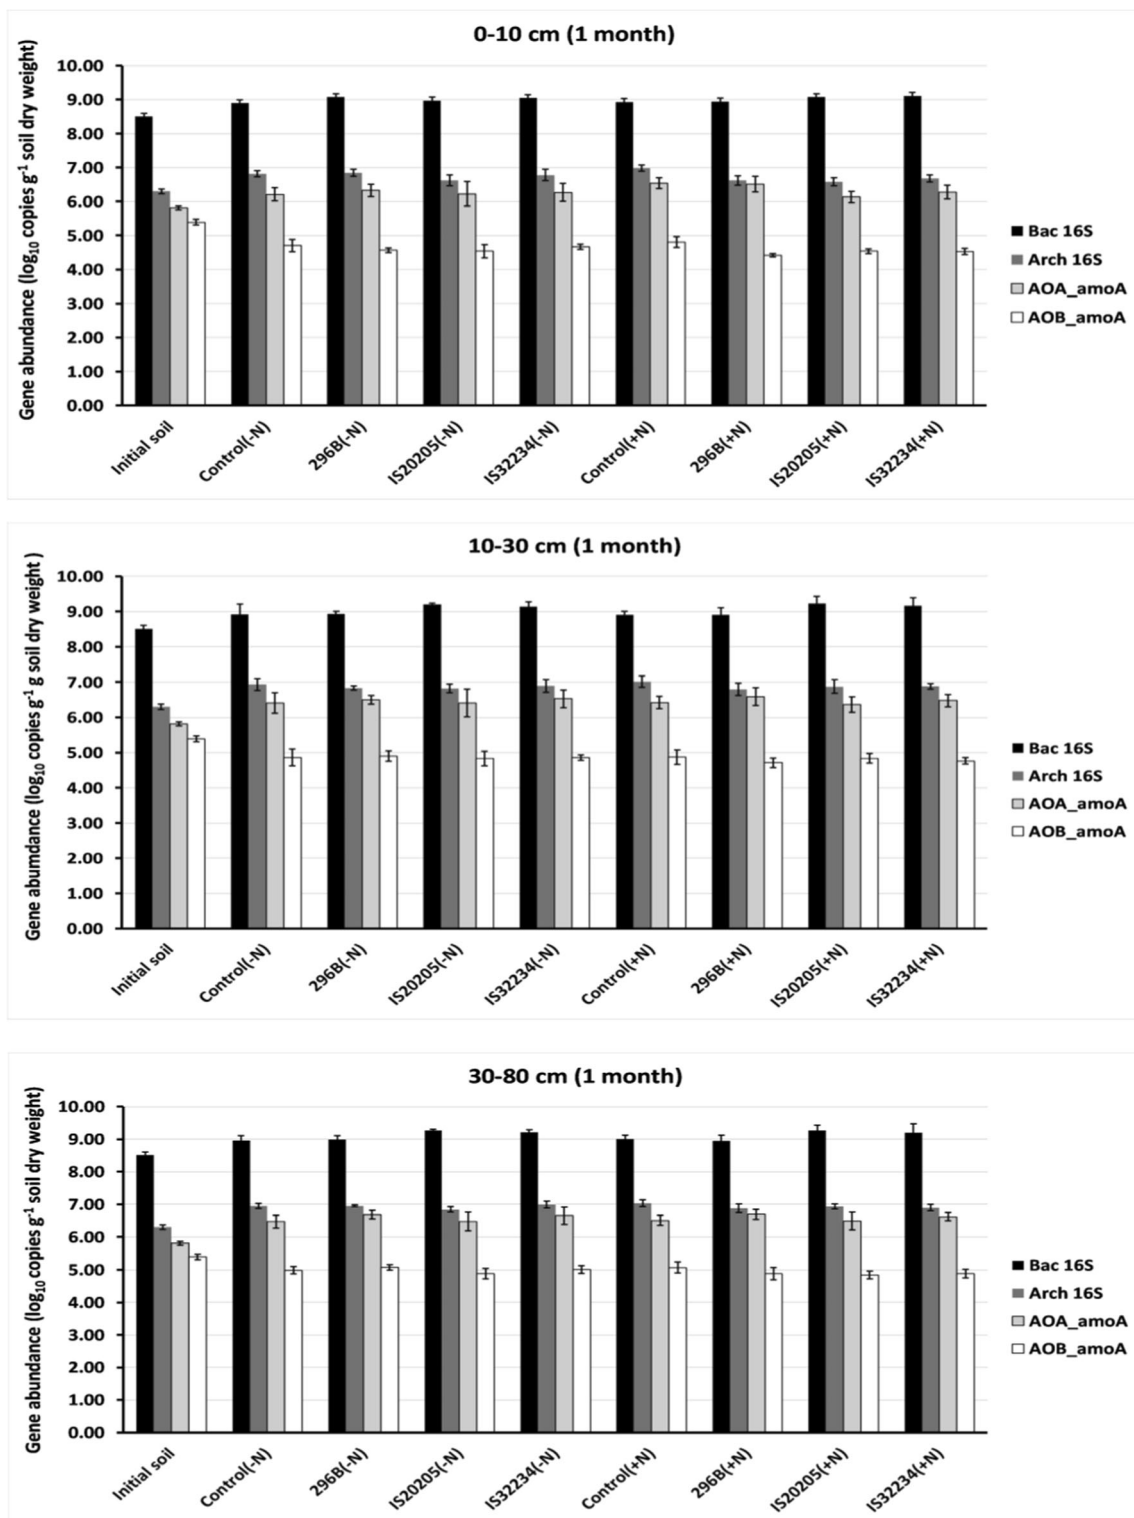 0-10 cm (1 month)
Gene abundance (log10 copies g-1 soil dry weight)
10.00
9.00
8.00
7.00
6.00
5.00
4.00
3.00
2.00
1.00
0.00
Initial soil
Control(-N)
296B(-N)
IS20205(-N)
IS32234(-N)
Control(+N)
296B(+N)
IS20205(+N)
IS32234(+N)
Bac 16S
Arch 16S
AOA_amoA
AOB_amoA
10-30 cm (1 month)
Gene abumdance (log10 copies g-1 g soil dry weight )
10.00
9.00
8.00
7.00
6.00
5.00
4.00
3.00
2.00
1.00
0.00
Initial soil
Control(-N)
296B(-N)
IS20205(-N)
IS32234(-N)
Control(+N)
296B(+N)
IS20205(+N)
IS32234(+N)
Bac 16S
Arch 16S
AOA_amoA
AOB_amoA
30-80 cm (1 month)
Gene abundance (log10 copies g-1 soil dry weight)
10.00
9.00
8.00
7.00
6.00
5.00
4.00
3.00
2.00
1.00
0.00
Initial soil
Control(-N)
296B(-N)
IS20205(-N)
IS32234(-N)
Control(+N)
296B(+N)
IS20205(+N)
IS32234(+N)
Bac 16S
Arch 16S
AOA_amoA
AOB_amoA